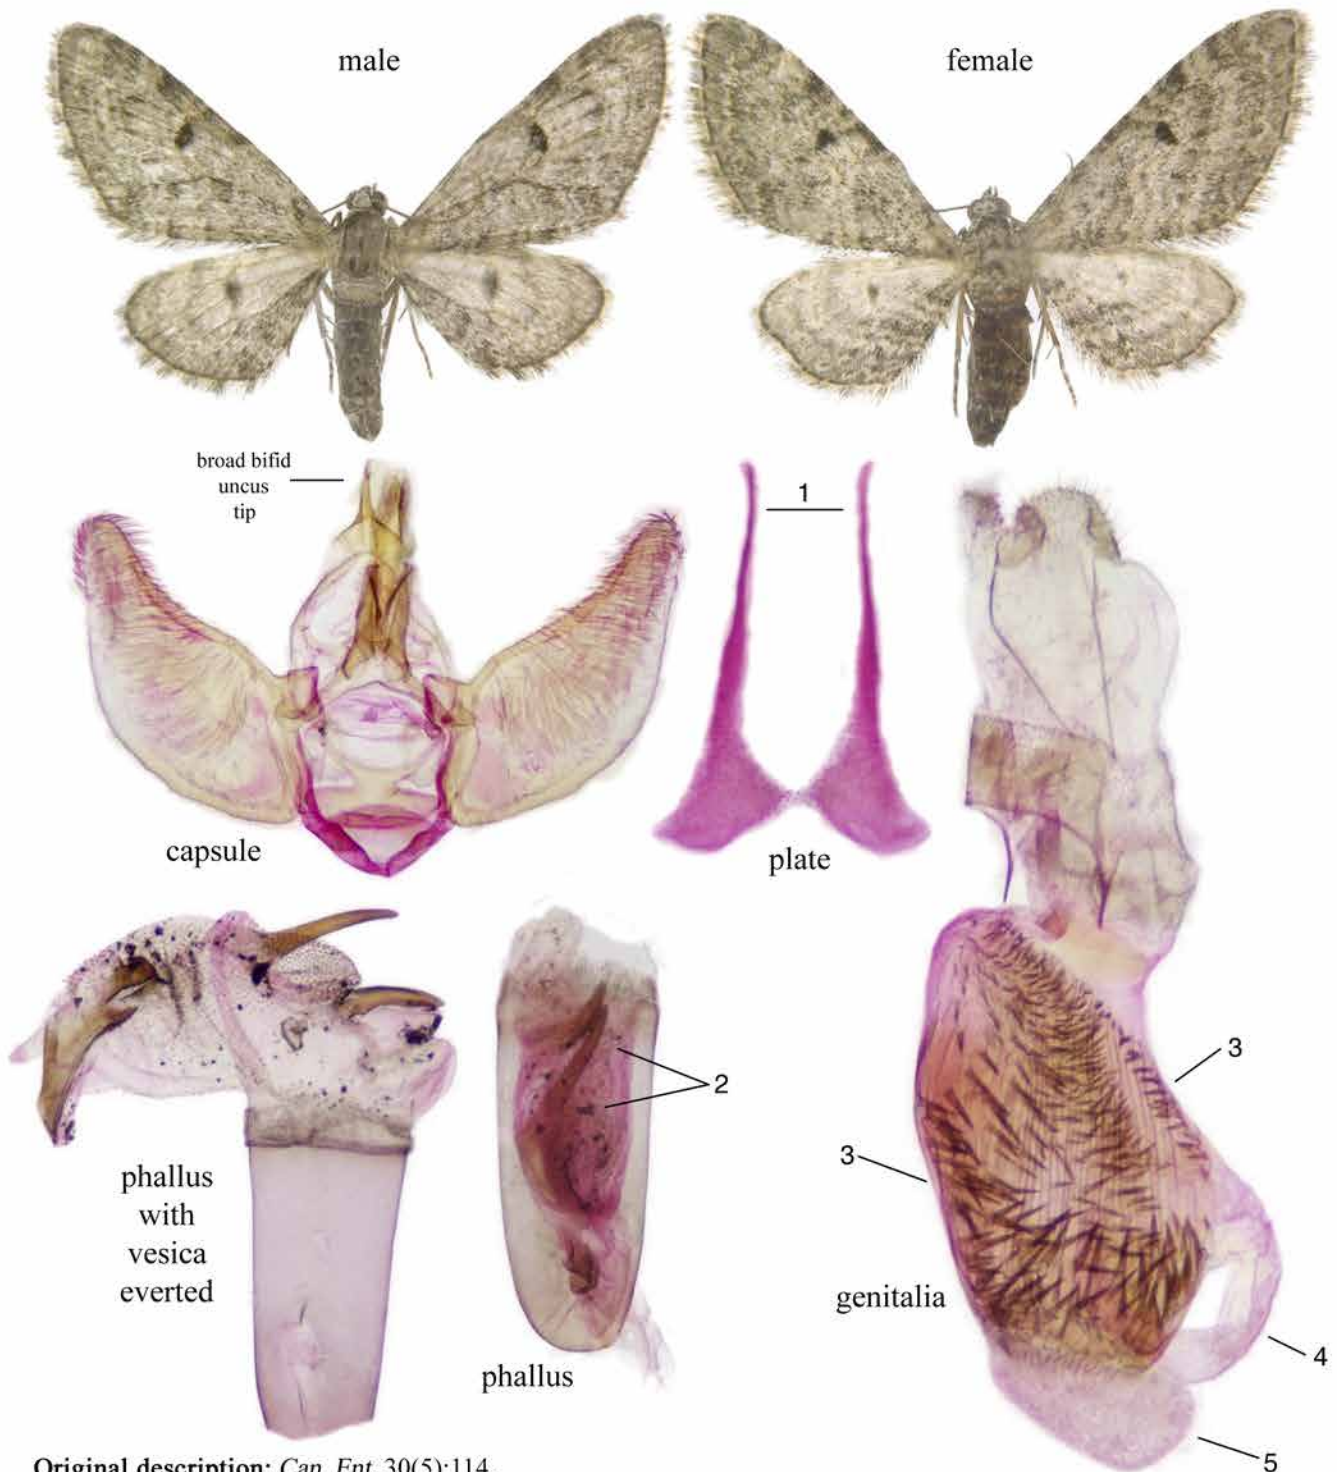 male
female
broad bifid
uncus
tip
1
capsule
plate
2
3
3
phallus
with
vesica
everted
genitalia
4
phallus
5
Original description: Can. Ent. 30(5):114.